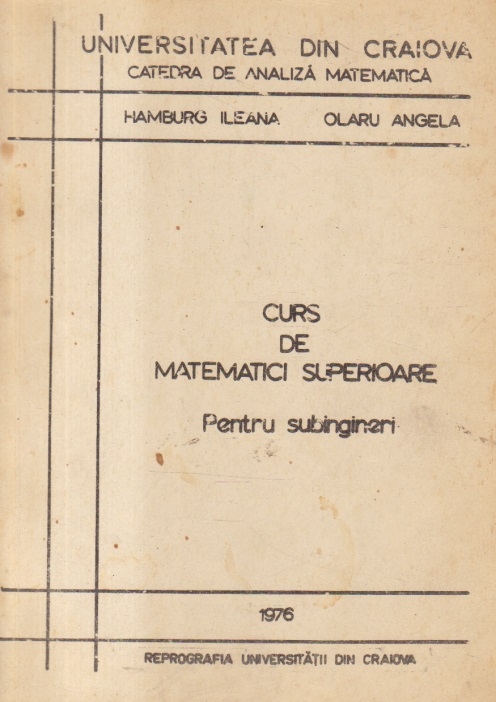 UNIVERSITATEA DIN CRAIOVA
CATEDRA DE ANALIZĂ MATEMATICĂ
HAMBURG ILEANA OLARU ANGELA
CURS
DE
MATEMATICI SUPERIOARE
Pentru subingineri
1976
REPROGRAFIA UNIVERSITĂŢII DIN CRAIOVA